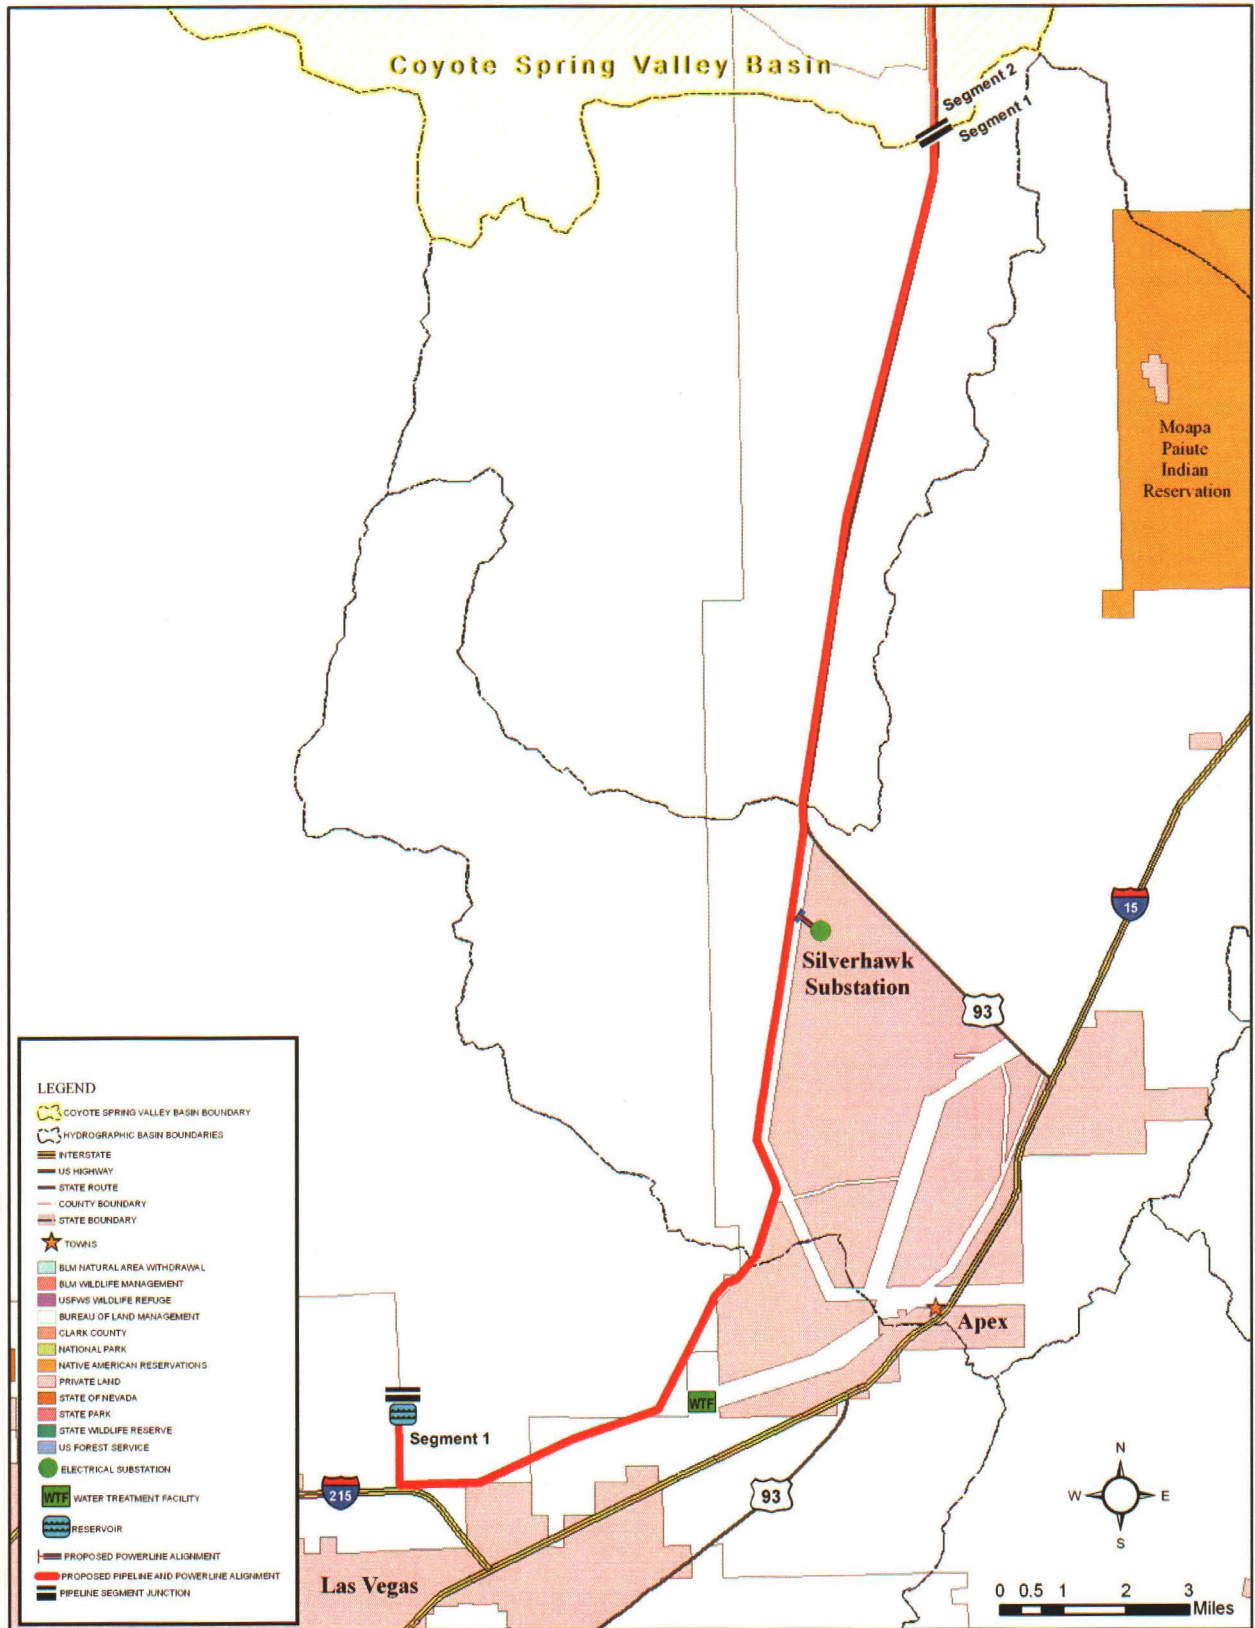 Coyote Spring Valley Basin
Segment 2
Segment 1
Moapa
Paiute
Indian
Reservation
15
Silverhawk
Substation
93
Apex
WTF
Segment 1
215
93
Las Vegas
LEGEND
COYOTE SPRING VALLEY BASIN BOUNDARY
HYDROGRAPHIC BASIN BOUNDARIES
INTERSTATE
US HIGHWAY
STATE ROUTE
COUNTY BOUNDARY
STATE BOUNDARY
TOWNS
BLM NATURAL AREA WITHDRAWAL
BLM WILDLIFE MANAGEMENT
USFWS WILDLIFE REFUGE
BUREAU OF LAND MANAGEMENT
CLARK COUNTY
NATIONAL PARK
NATIVE AMERICAN RESERVATIONS
PRIVATE LAND
STATE OF NEVADA
STATE PARK
STATE WILDLIFE RESERVE
US FOREST SERVICE
ELECTRICAL SUBSTATION
WTF WATER TREATMENT FACILITY
RESERVOIR
PROPOSED POWERLINE ALIGNMENT
PROPOSED PIPELINE AND POWERLINE ALIGNMENT
PIPELINE SEGMENT JUNCTION
N
W E
S
0 0.5 1 2 3
Miles